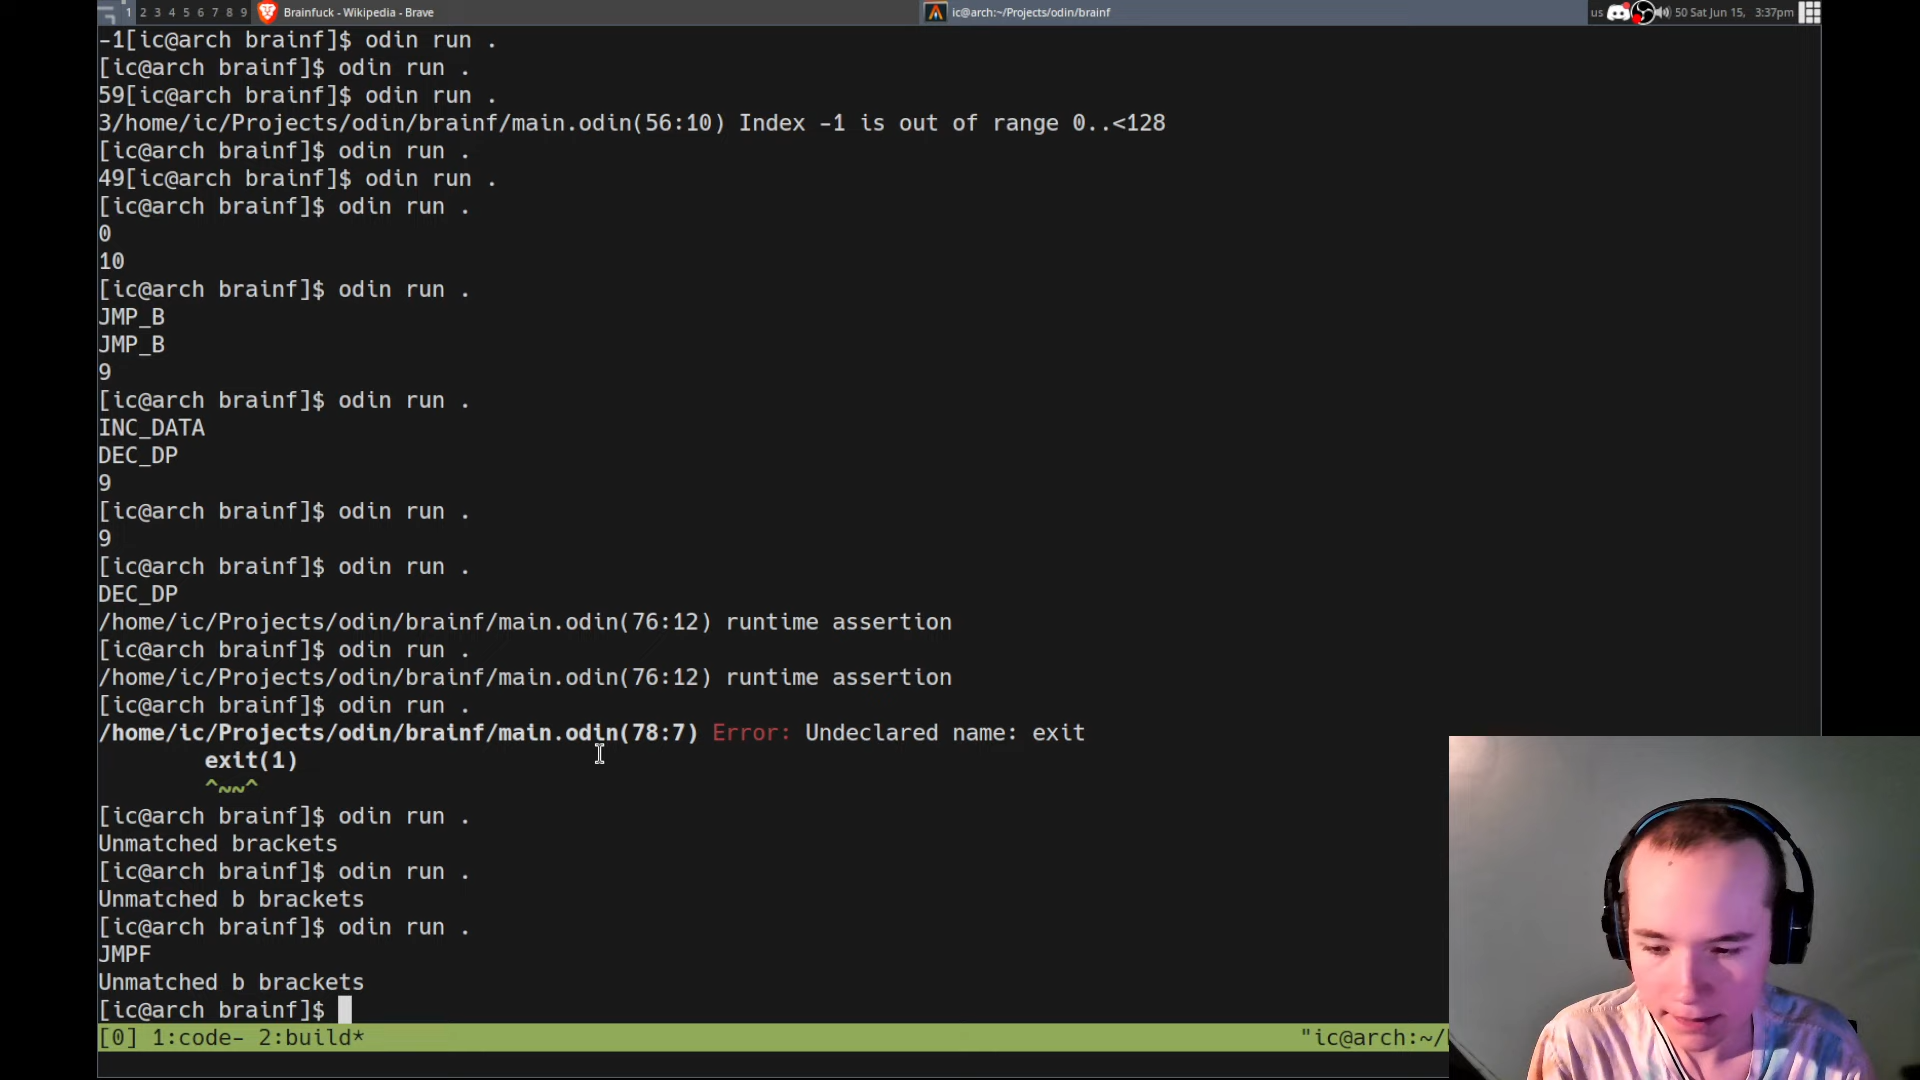 1 2 3 4 5 6 7 8 9 Brainfuck - Wikipedia - Brave ic@arch:~/Projects/odin/brainf us 50 Sat Jun 15, 3:37pm
-1[ic@arch brainf]$ odin run .
[ic@arch brainf]$ odin run .
59[ic@arch brainf]$ odin run .
3/home/ic/Projects/odin/brainf/main.odin(56:10) Index -1 is out of range 0..<128
[ic@arch brainf]$ odin run .
49[ic@arch brainf]$ odin run .
[ic@arch brainf]$ odin run .
0
10
[ic@arch brainf]$ odin run .
JMP_B
JMP_B
9
[ic@arch brainf]$ odin run .
INC_DATA
DEC_DP
9
[ic@arch brainf]$ odin run .
9
[ic@arch brainf]$ odin run .
DEC_DP
/home/ic/Projects/odin/brainf/main.odin(76:12) runtime assertion
[ic@arch brainf]$ odin run .
/home/ic/Projects/odin/brainf/main.odin(76:12) runtime assertion
[ic@arch brainf]$ odin run .
/home/ic/Projects/odin/brainf/main.odin(78:7) Error: Undeclared name: exit
exit(1)
^~~^
[ic@arch brainf]$ odin run .
Unmatched brackets
[ic@arch brainf]$ odin run .
Unmatched b brackets
[ic@arch brainf]$ odin run .
JMPF
Unmatched b brackets
[ic@arch brainf]$
[0] 1:code- 2:build* "ic@arch:~/